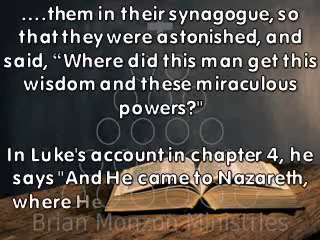 ....them in their synagogue, so
that they were astonished, and
said, “Where did this man get this
wisdom and these miraculous
powers?"
In Luke's account in chapter 4, he
says "And He came to Nazareth,
where He
Brian Monzon Ministries